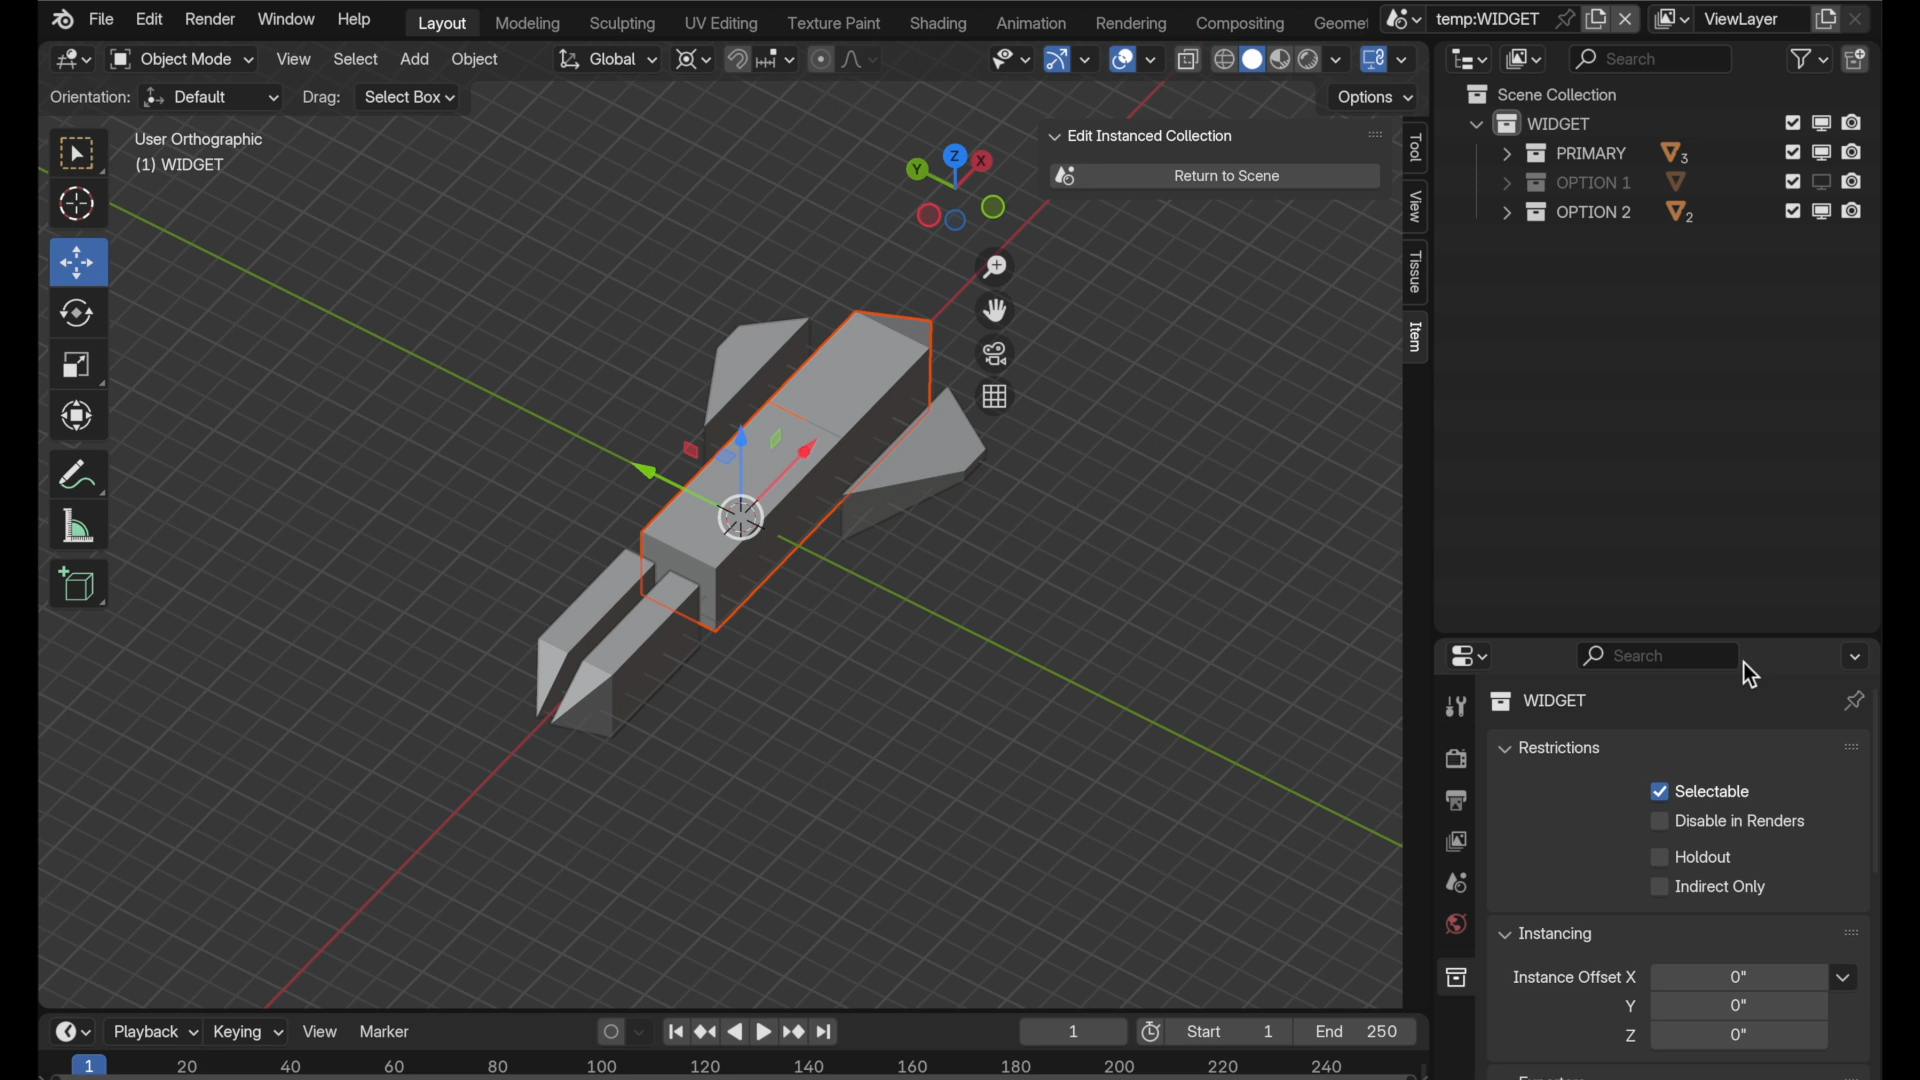 File Edit Render Window Help Layout Modeling Sculpting UV Editing Texture Paint Shading Animation Rendering Compositing Geomet temp:WIDGET ViewLayer
Object Mode View Select Add Object Global Search
Orientation: Default Drag: Select Box Options
User Orthographic
(1) WIDGET
Z
X
Y
Edit Instanced Collection
Return to Scene
Tool
View
Tissue
Item
Scene Collection
WIDGET
PRIMARY 3
OPTION 1
OPTION 2 2
Search
WIDGET
Restrictions
Selectable
Disable in Renders
Holdout
Indirect Only
Instancing
Instance Offset X 0"
Y 0"
Z 0"
Playback Keying View Marker 1 Start 1 End 250
1 20 40 60 80 100 120 140 160 180 200 220 240